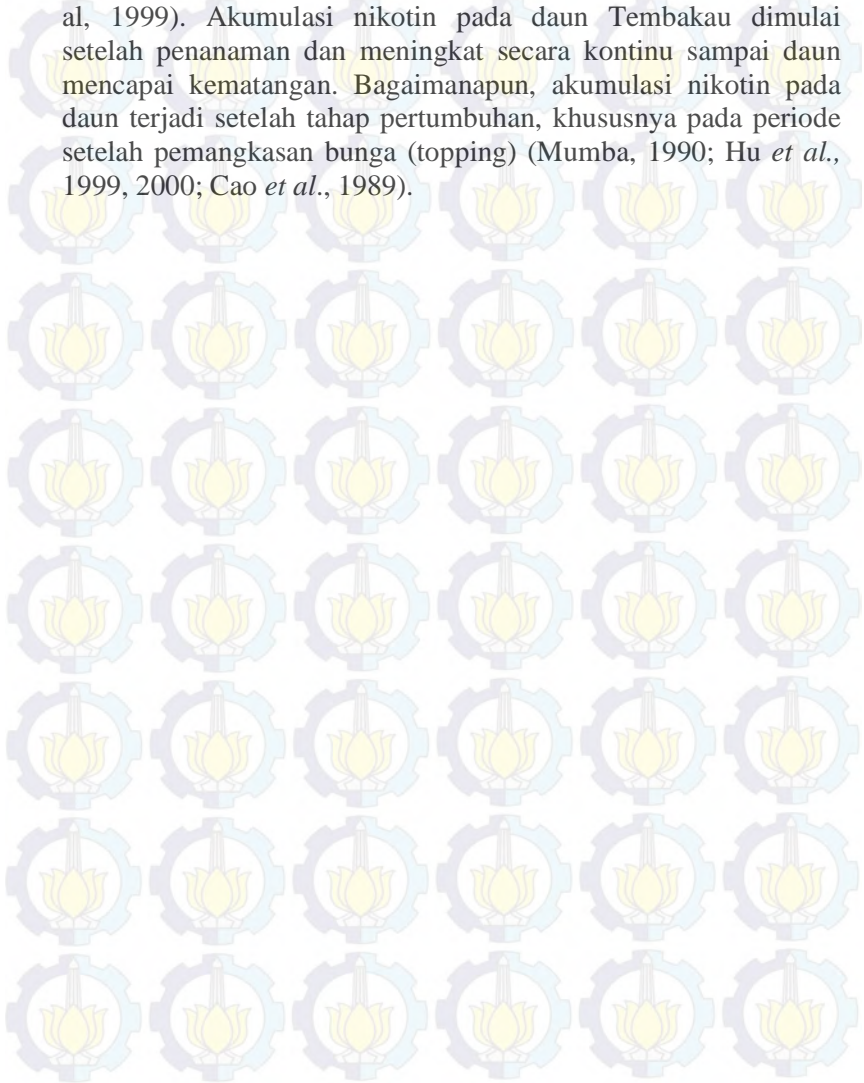 al, 1999). Akumulasi nikotin pada daun Tembakau dimulai
setelah penanaman dan meningkat secara kontinu sampai daun
mencapai kematangan. Bagaimanapun, akumulasi nikotin pada
daun terjadi setelah tahap pertumbuhan, khususnya pada periode
setelah pemangkasan bunga (topping) (Mumba, 1990; Hu et al.,
1999, 2000; Cao et al., 1989).